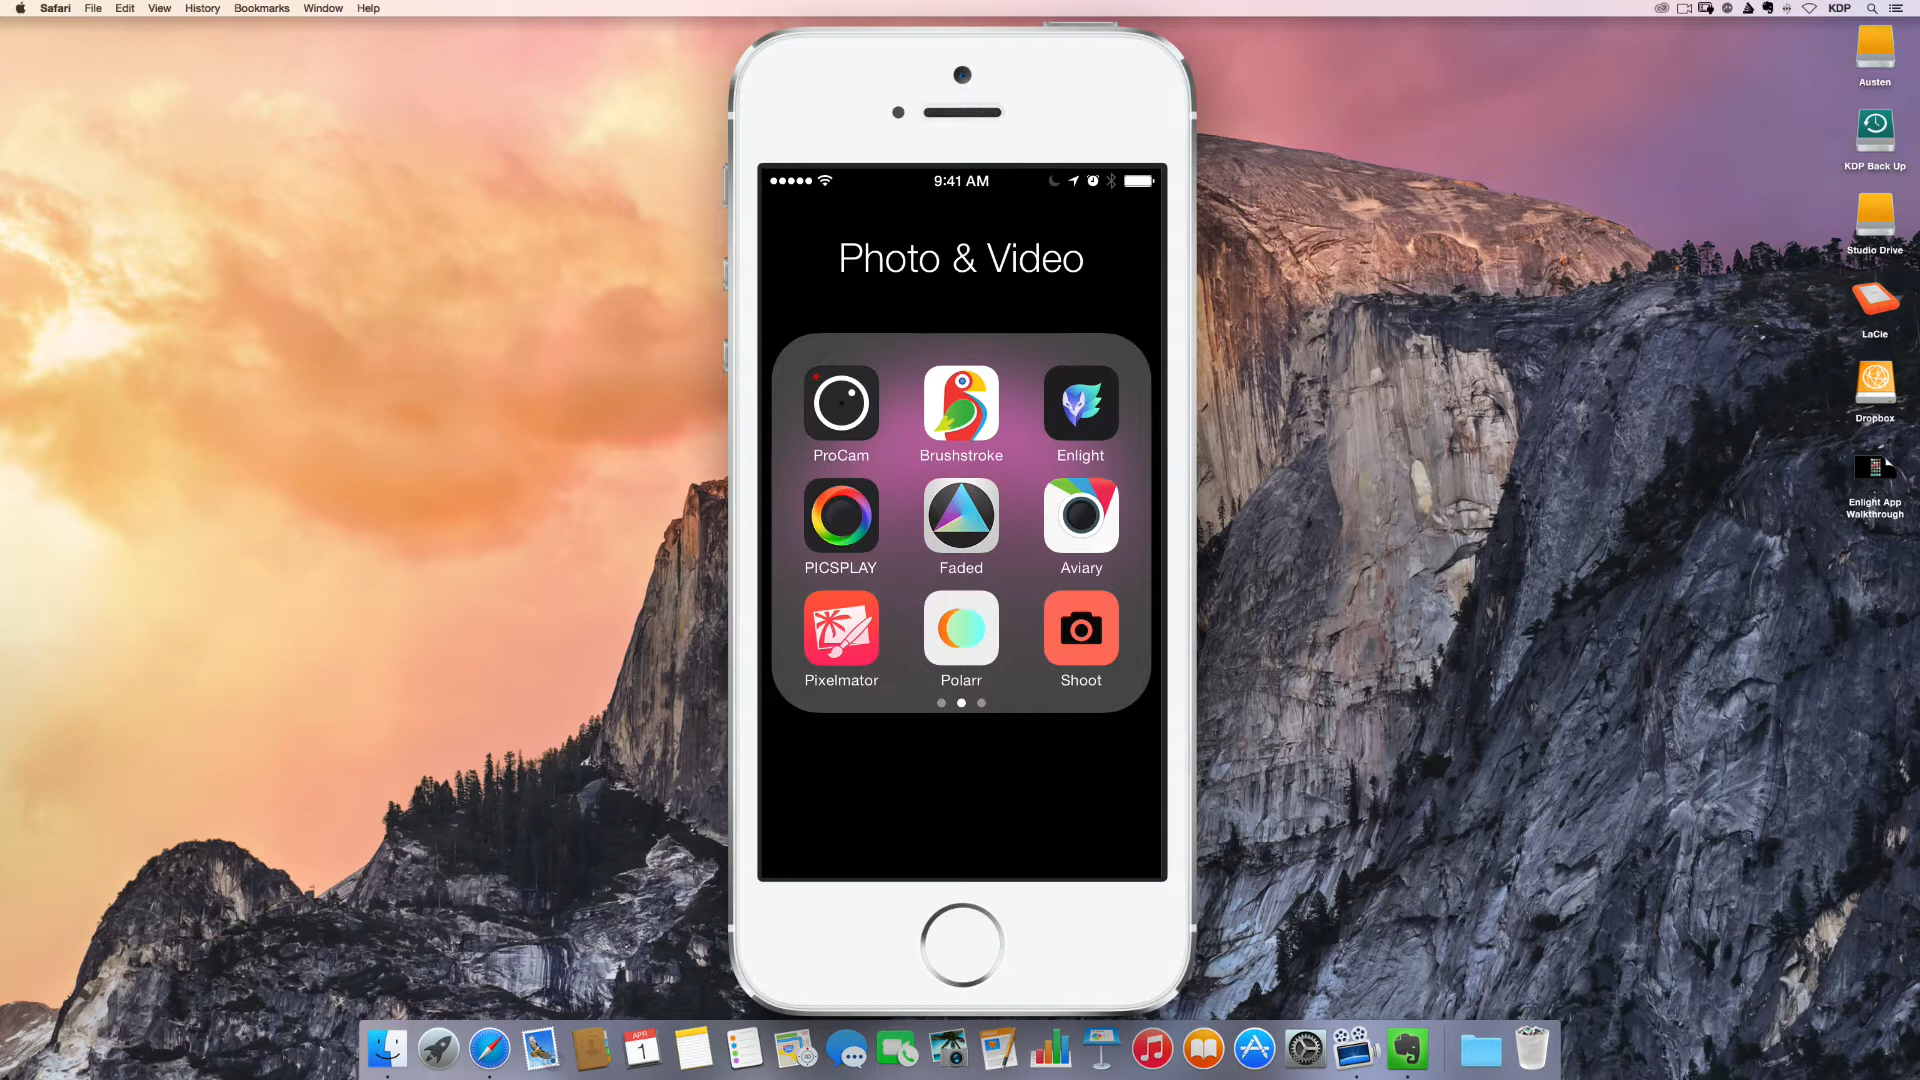 Safari File Edit View History Bookmarks Window Help KDP
Austen
KDP Back Up
Studio Drive
LaCie
Dropbox
Enlight App
Walkthrough
9:41 AM
Photo & Video
ProCam Brushstroke Enlight
PICSPLAY Faded Aviary
Pixelmator Polarr Shoot
APR
1